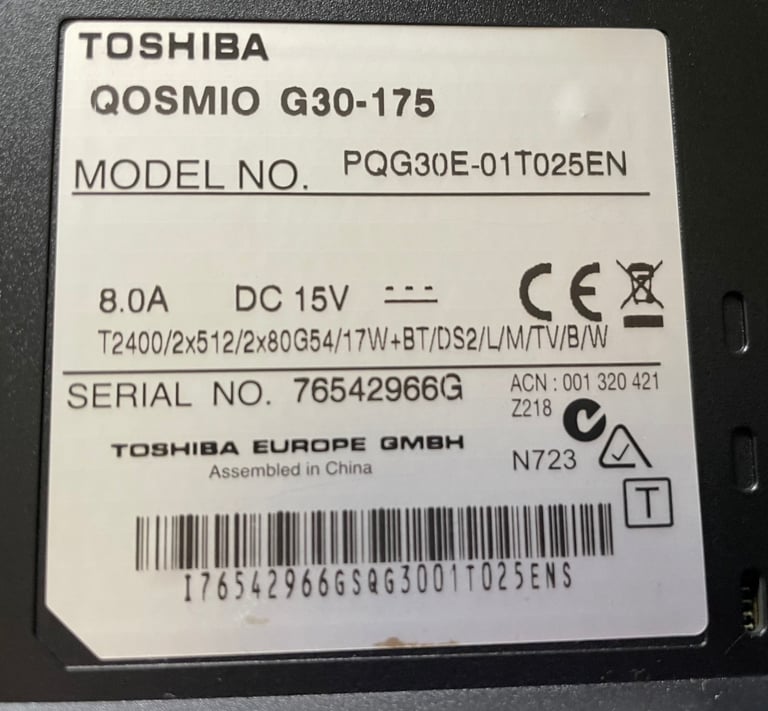 TOSHIBA
QOSMIO G30-175
MODEL NO. PQG30E-01T025EN
8.0A DC 15V
CE
T2400/2x512/2x80G54/17W+BT/DS2/L/M/TV/B/W
SERIAL NO. 76542966G
ACN : 001 320 421
Z218
TOSHIBA EUROPE GMBH
Assembled in China
N723
T
I76542966GSQG3001T025ENS